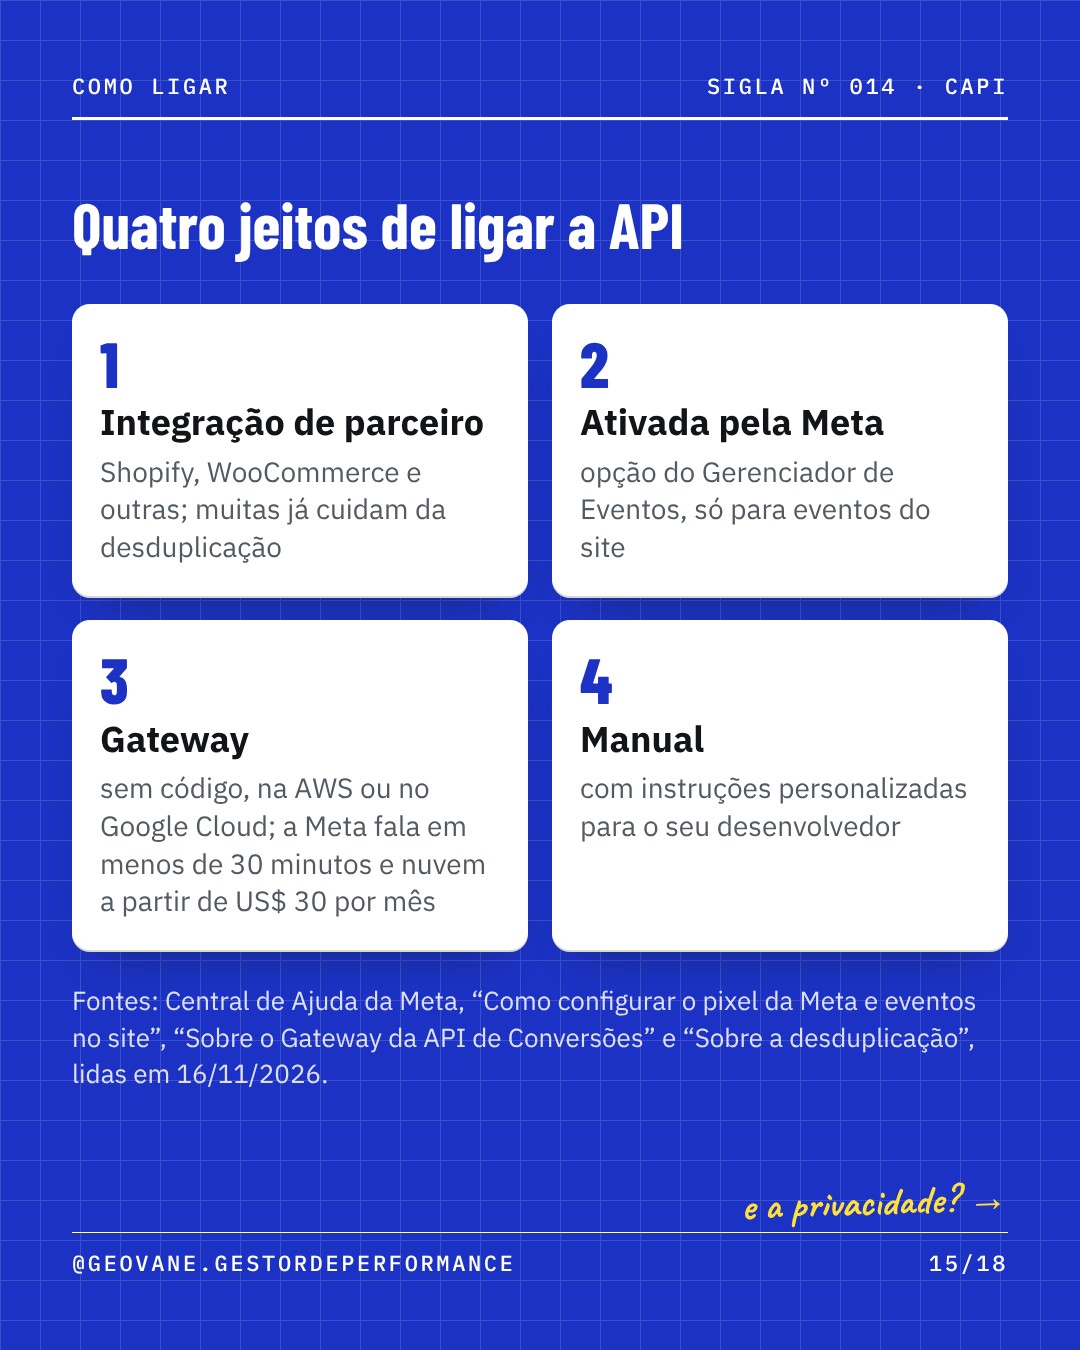 COMO LIGAR
SIGLA Nº 014 · CAPI
Quatro jeitos de ligar a API
1
Integração de parceiro
Shopify, WooCommerce e
outras; muitas já cuidam da
desduplicação
2
Ativada pela Meta
opção do Gerenciador de
Eventos, só para eventos do
site
3
Gateway
sem código, na AWS ou no
Google Cloud; a Meta fala em
menos de 30 minutos e nuvem
a partir de US$ 30 por mês
4
Manual
com instruções personalizadas
para o seu desenvolvedor
Fontes: Central de Ajuda da Meta, “Como configurar o pixel da Meta e eventos
no site”, “Sobre o Gateway da API de Conversões” e “Sobre a desduplicação”,
lidas em 16/11/2026.
e a privacidade? →
@GEOVANE.GESTORDEPERFORMANCE
15/18